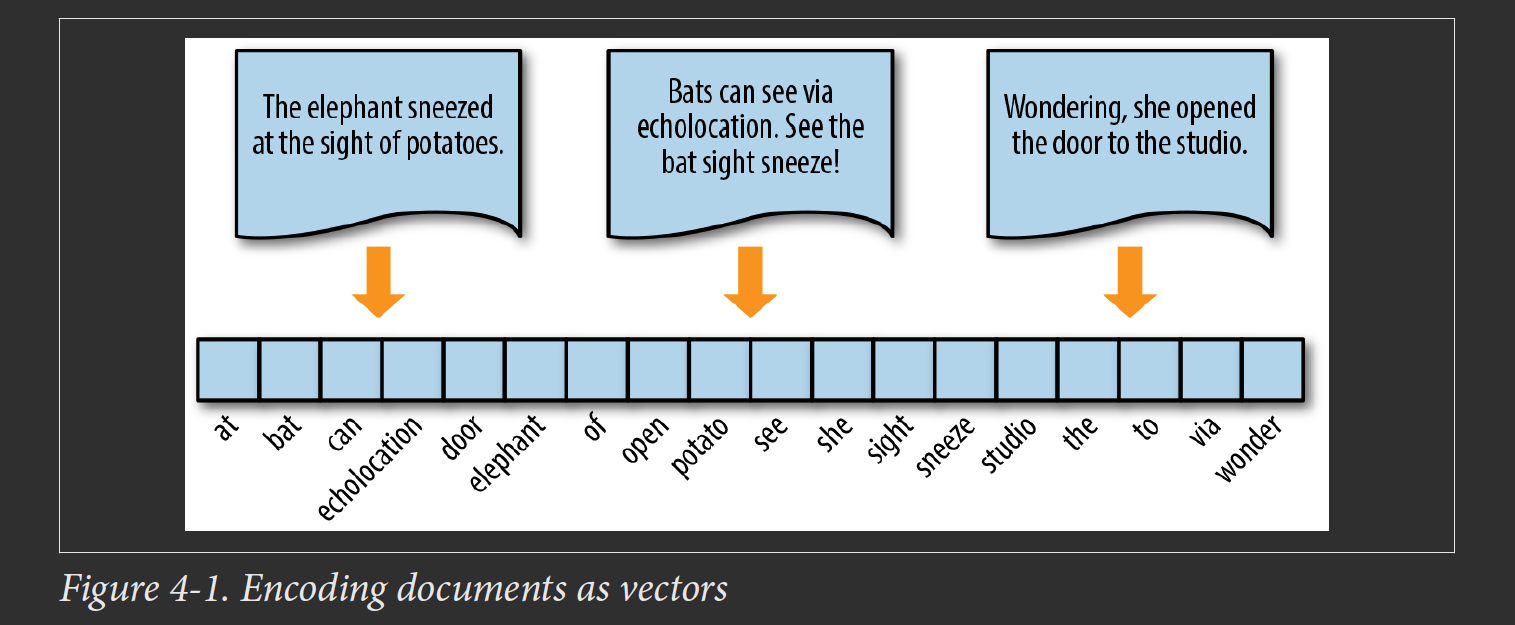 The elephant sneezed
at the sight of potatoes.
Bats can see via
echolocation. See the
bat sight sneeze!
Wondering, she opened
the door to the studio.
at
bat
can
echolocation
door
elephant
of
open
potato
see
she
sight
sneeze
studio
the
to
via
wonder
Figure 4-1. Encoding documents as vectors